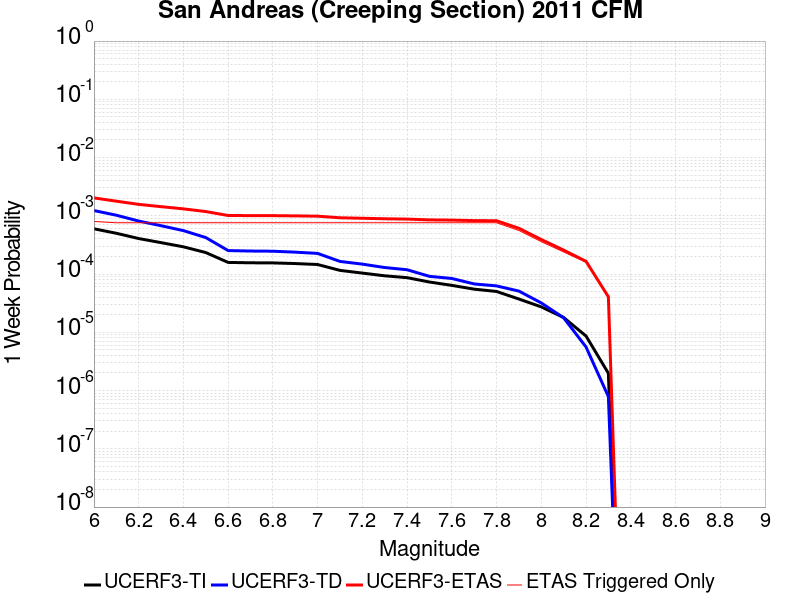 San Andreas (Creeping Section) 2011 CFM
1 Week Probability
10^0
10^-1
10^-2
10^-3
10^-4
10^-5
10^-6
10^-7
10^-8
6 6.2 6.4 6.6 6.8 7 7.2 7.4 7.6 7.8 8 8.2 8.4 8.6 8.8 9
Magnitude
UCERF3-TI UCERF3-TD UCERF3-ETAS ETAS Triggered Only